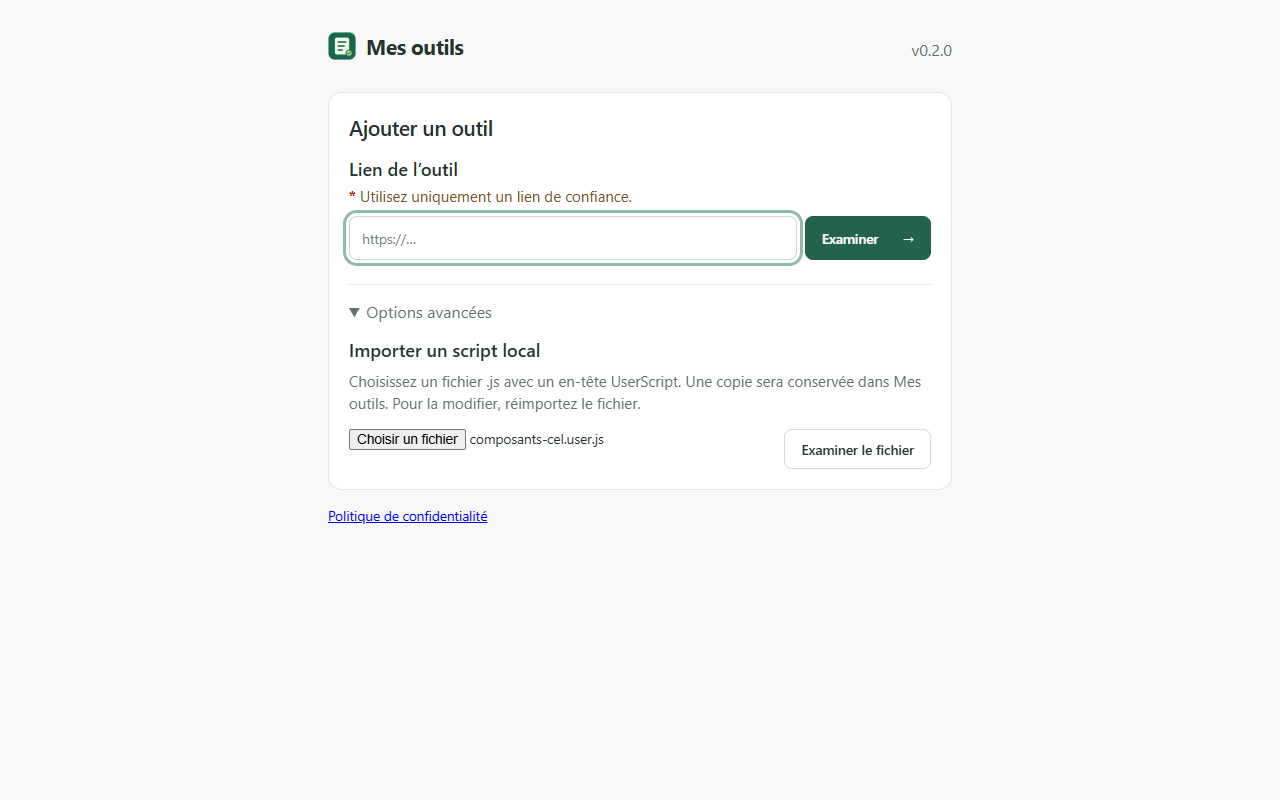 Mes outils
v0.2.0
Ajouter un outil
Lien de l’outil
* Utilisez uniquement un lien de confiance.
https://…
Examiner →
▼ Options avancées
Importer un script local
Choisissez un fichier .js avec un en-tête UserScript. Une copie sera conservée dans Mes
outils. Pour la modifier, réimportez le fichier.
Choisir un fichier composants-cel.user.js
Examiner le fichier
Politique de confidentialité